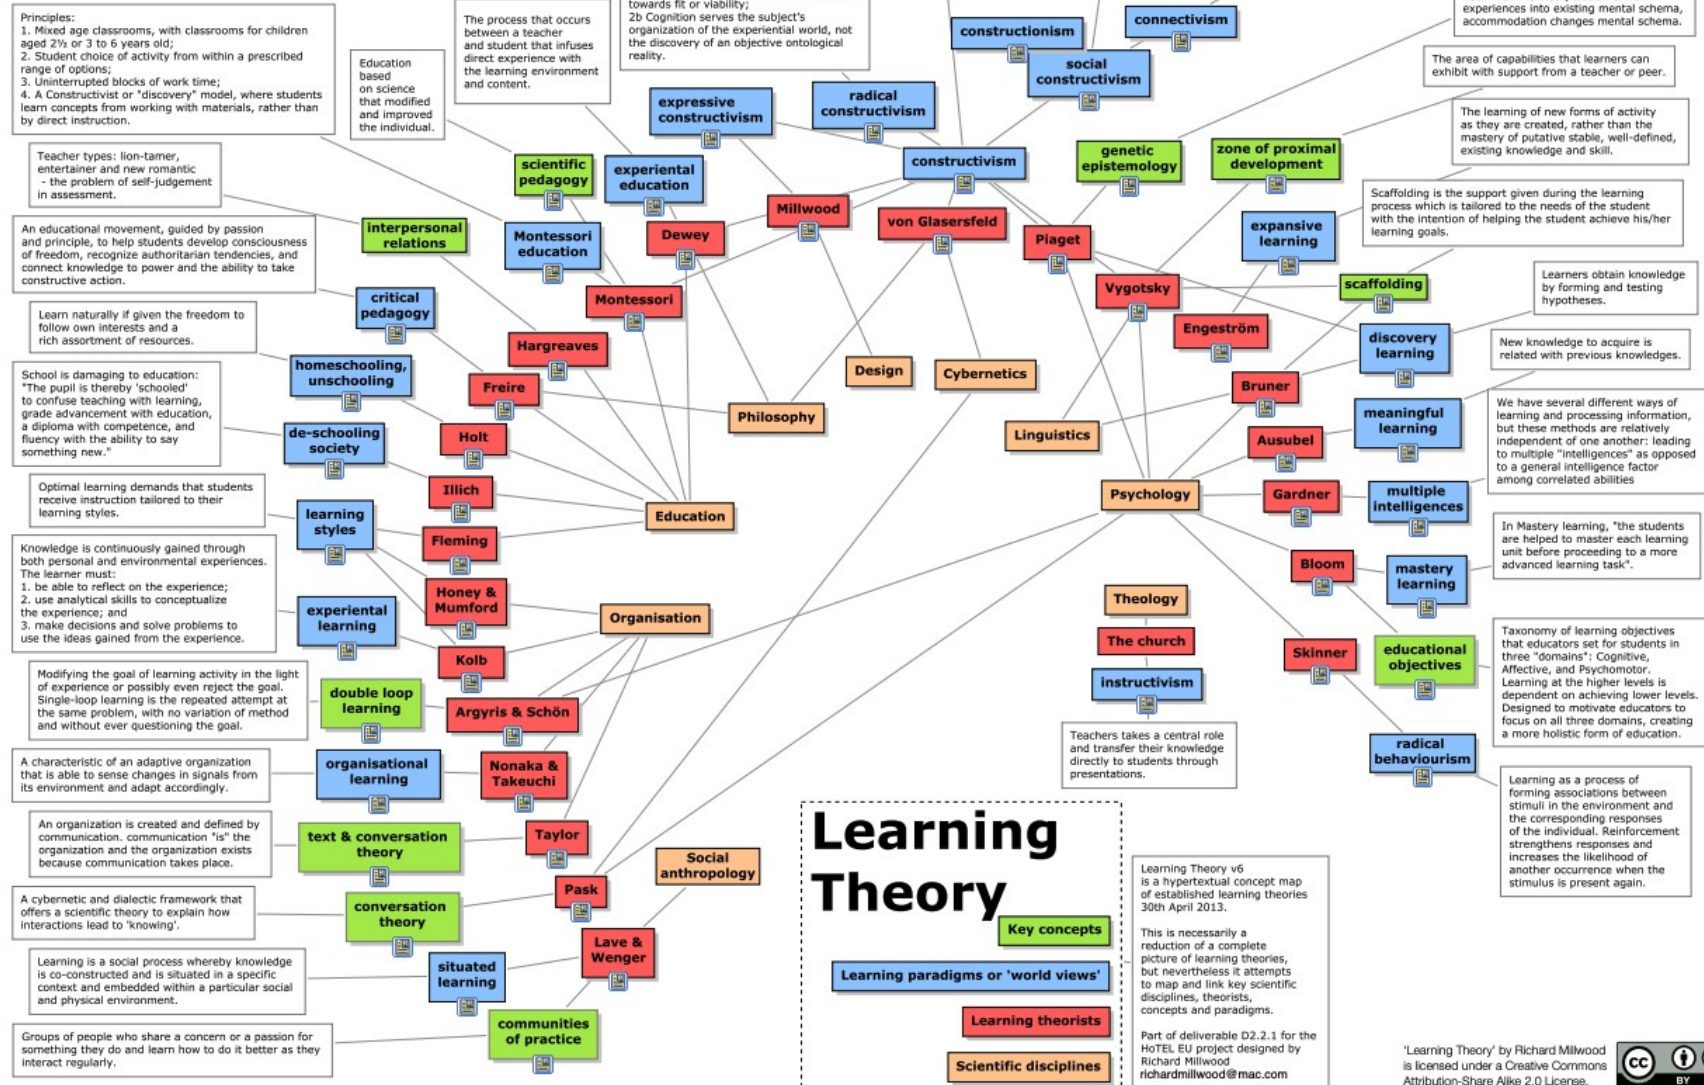 Principles:
1. Mixed age classrooms, with classrooms for children
aged 2½ or 3 to 6 years old;
2. Student choice of activity from within a prescribed
range of options;
3. Uninterrupted blocks of work time;
4. A Constructivist or "discovery" model, where students
learn concepts from working with materials, rather than
by direct instruction.
Education
based
on science
that modified
and improved
the individual.
The process that occurs
between a teacher
and student that infuses
direct experience with
the learning environment
and content.
towards fit or viability;
2b Cognition serves the subject's
organization of the experiential world, not
the discovery of an objective ontological
reality.
constructionism
connectivism
social
constructivism
experiences into existing mental schema,
accommodation changes mental schema.
The area of capabilities that learners can
exhibit with support from a teacher or peer.
The learning of new forms of activity
as they are created, rather than the
mastery of putative stable, well-defined,
existing knowledge and skill.
expressive
constructivism
radical
constructivism
constructivism
genetic
epistemology
zone of proximal
development
Teacher types: lion-tamer,
entertainer and new romantic
- the problem of self-judgement
in assessment.
scientific
pedagogy
experiential
education
Scaffolding is the support given during the learning
process which is tailored to the needs of the student
with the intention of helping the student achieve his/her
learning goals.
An educational movement, guided by passion
and principle, to help students develop consciousness
of freedom, recognize authoritarian tendencies, and
connect knowledge to power and the ability to take
constructive action.
interpersonal
relations
Montessori
education
Dewey
Millwood
von Glasersfeld
Piaget
expansive
learning
Vygotsky
scaffolding
Learners obtain knowledge
by forming and testing
hypotheses.
critical
pedagogy
Montessori
Engeström
discovery
learning
Learn naturally if given the freedom to
follow own interests and a
rich assortment of resources.
Hargreaves
New knowledge to acquire is
related with previous knowledges.
homeschooling,
unschooling
Freire
Design
Cybernetics
Bruner
School is damaging to education:
"The pupil is thereby 'schooled'
to confuse teaching with learning,
grade advancement with education,
a diploma with competence, and
fluency with the ability to say
something new."
Philosophy
Linguistics
meaningful
learning
We have several different ways of
learning and processing information,
but these methods are relatively
independent of one another: leading
to multiple "intelligences" as opposed
to a general intelligence factor
among correlated abilities
de-schooling
society
Holt
Ausubel
Illich
Psychology
Gardner
multiple
intelligences
Optimal learning demands that students
receive instruction tailored to their
learning styles.
learning
styles
Education
Fleming
In Mastery learning, "the students
are helped to master each learning
unit before proceeding to a more
advanced learning task".
Knowledge is continuously gained through
both personal and environmental experiences.
The learner must:
1. be able to reflect on the experience;
2. use analytical skills to conceptualize
the experience; and
3. make decisions and solve problems to
use the ideas gained from the experience.
Bloom
mastery
learning
experiential
learning
Honey &
Mumford
Organisation
Theology
The church
instructivism
Kolb
Skinner
educational
objectives
Taxonomy of learning objectives
that educators set for students in
three "domains": Cognitive,
Affective, and Psychomotor.
Learning at the higher levels is
dependent on achieving lower levels.
Designed to motivate educators to
focus on all three domains, creating
a more holistic form of education.
Modifying the goal of learning activity in the light
of experience or possibly even reject the goal.
Single-loop learning is the repeated attempt at
the same problem, with no variation of method
and without ever questioning the goal.
double loop
learning
Argyris & Schön
Teachers takes a central role
and transfer their knowledge
directly to students through
presentations.
radical
behaviourism
A characteristic of an adaptive organization
that is able to sense changes in signals from
its environment and adapt accordingly.
organisational
learning
Nonaka &
Takeuchi
Learning as a process of
forming associations between
stimuli in the environment and
the corresponding responses
of the individual. Reinforcement
strengthens responses and
increases the likelihood of
another occurrence when the
stimulus is present again.
An organization is created and defined by
communication. communication "is" the
organization and the organization exists
because communication takes place.
text & conversation
theory
Taylor
Social
anthropology
A cybernetic and dialectic framework that
offers a scientific theory to explain how
interactions lead to 'knowing'.
conversation
theory
Pask
Learning is a social process whereby knowledge
is co-constructed and is situated in a specific
context and embedded within a particular social
and physical environment.
situated
learning
Lave &
Wenger
Groups of people who share a concern or a passion for
something they do and learn how to do it better as they
interact regularly.
communities
of practice
Learning
Theory
Key concepts
Learning paradigms or 'world views'
Learning theorists
Scientific disciplines
Learning Theory v6
is a hypertextual concept map
of established learning theories
30th April 2013.
This is necessarily a
reduction of a complete
picture of learning theories,
but nevertheless it attempts
to map and link key scientific
disciplines, theorists,
concepts and paradigms.
Part of deliverable D2.2.1 for the
HoTEL EU project designed by
Richard Millwood
richardmillwood@mac.com
'Learning Theory' by Richard Millwood
is licensed under a Creative Commons
Attribution-Share Alike 2.0 License.
cc
BY